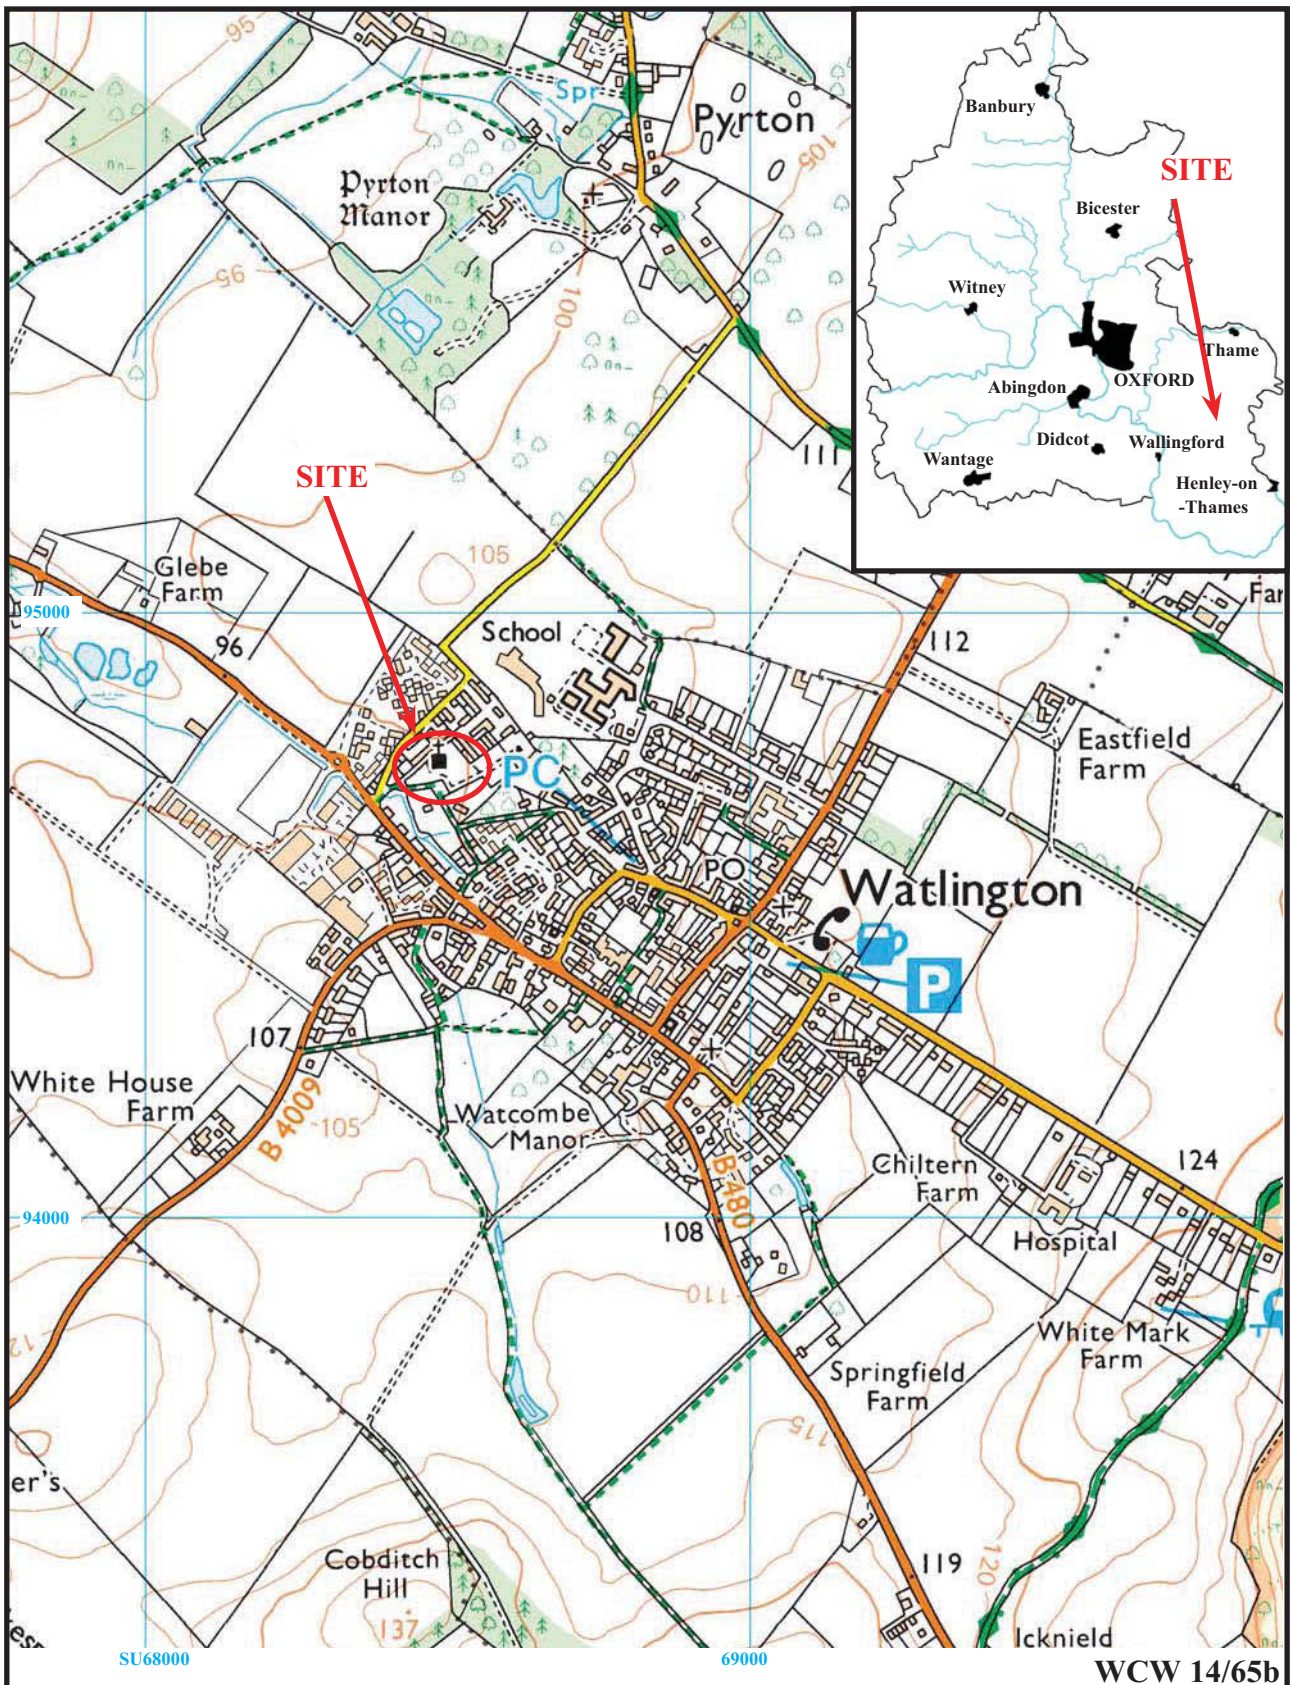 95
Spr
Pyrton
105
Pyrton
Manor
95
100
111
SITE
105
Glebe
Farm
95000
96
School
112
Far
Eastfield
Farm
PC
PO
Watlington
P
107
White House
Farm
B 4009
105
Watcombe
Manor
B 480
Chiltern
Farm
124
94000
108
Hospital
110
White Mark
Farm
Springfield
Farm
115
er's
Cobditch
Hill
137
119
120
Icknield
SU68000
69000
WCW 14/65b
Banbury
SITE
Bicester
Witney
Thame
OXFORD
Abingdon
Didcot
Wallingford
Wantage
Henley-on
-Thames